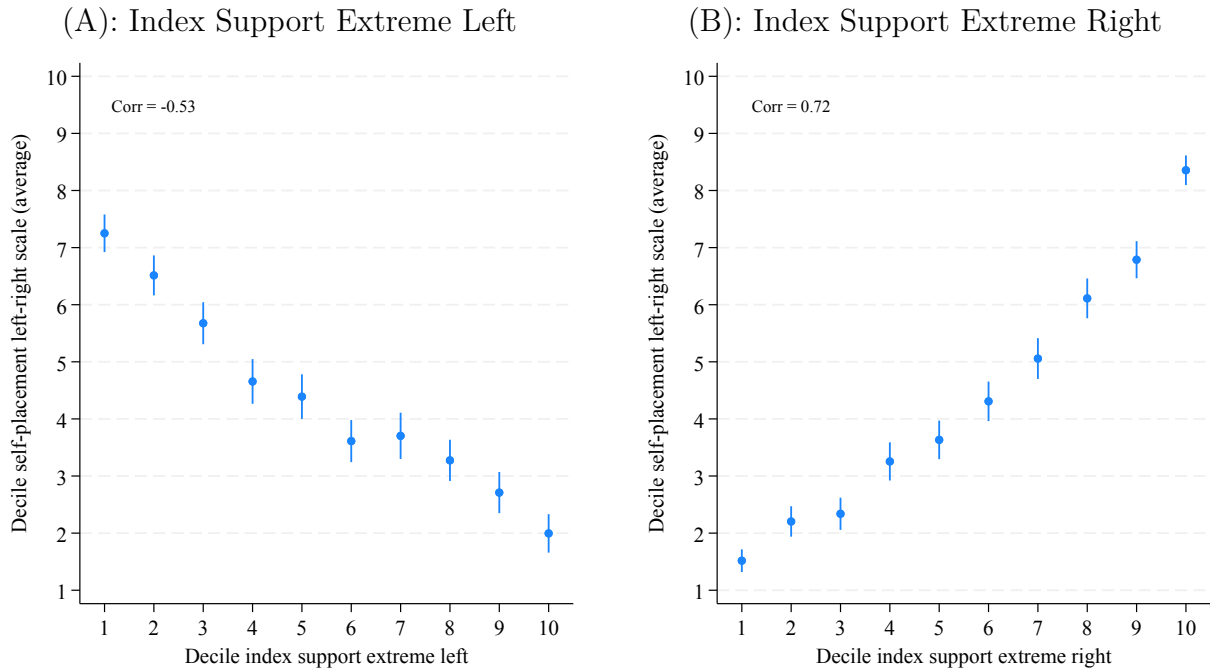 (A): Index Support Extreme Left
Decile self-placement left-right scale (average)
10
9
8
7
6
5
4
3
2
1
Corr = -0.53
1 2 3 4 5 6 7 8 9 10
Decile index support extreme left
(B): Index Support Extreme Right
Decile self-placement left-right scale (average)
10
9
8
7
6
5
4
3
2
1
Corr = 0.72
1 2 3 4 5 6 7 8 9 10
Decile index support extreme right